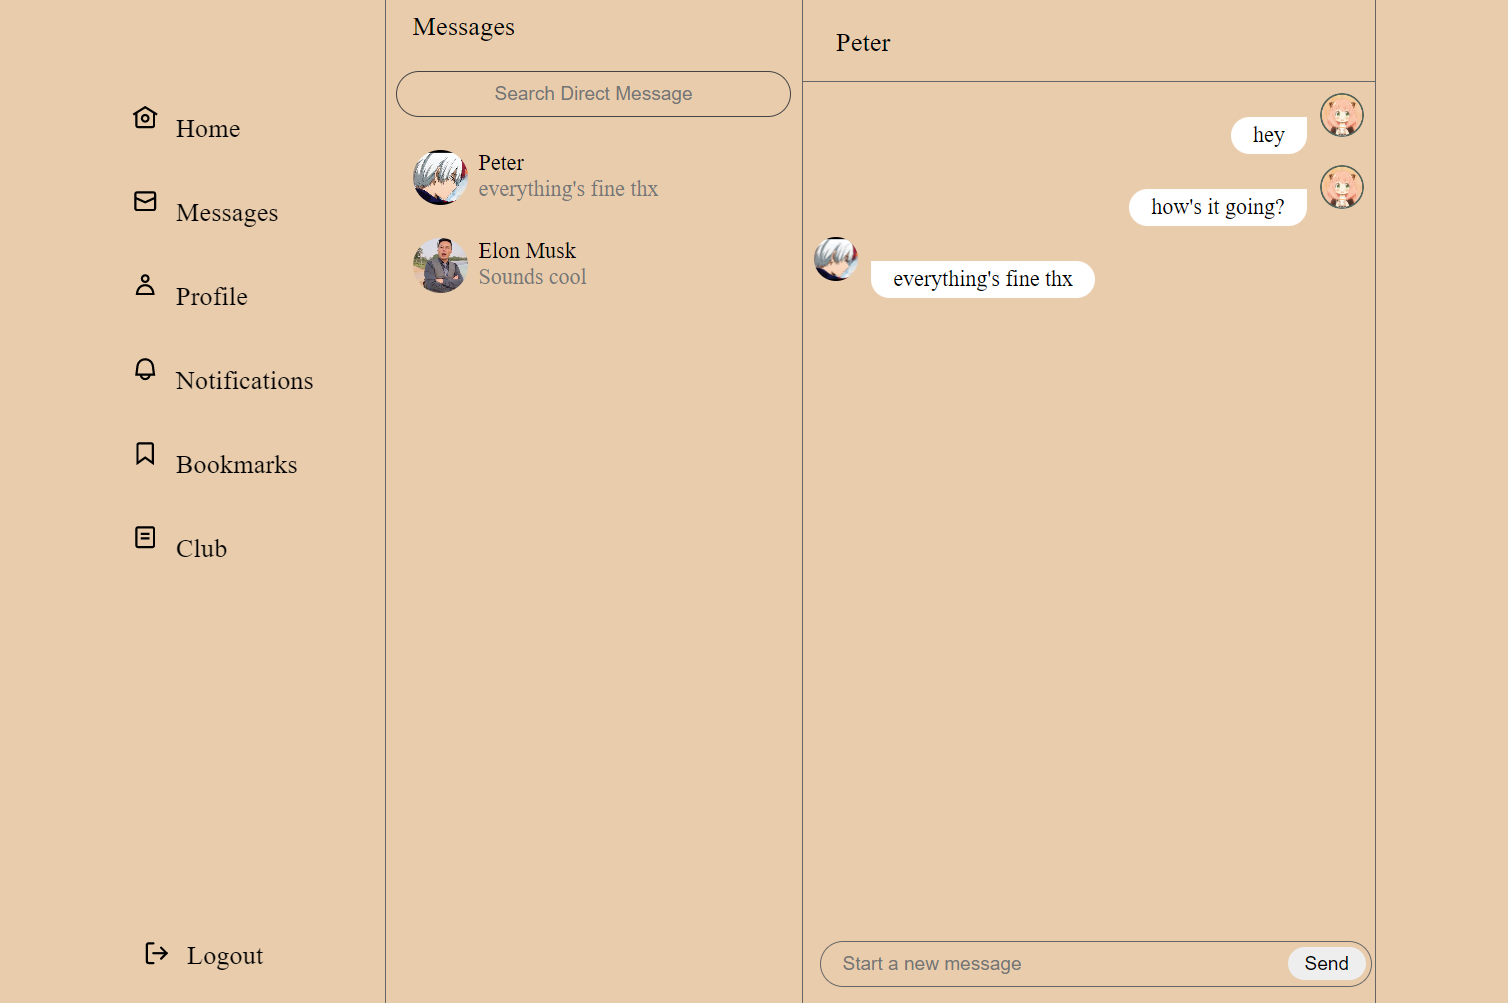 Home
Messages
Profile
Notifications
Bookmarks
Club
Logout
Messages
Search Direct Message
Peter
everything's fine thx
Elon Musk
Sounds cool
Peter
hey
how's it going?
everything's fine thx
Start a new message
Send